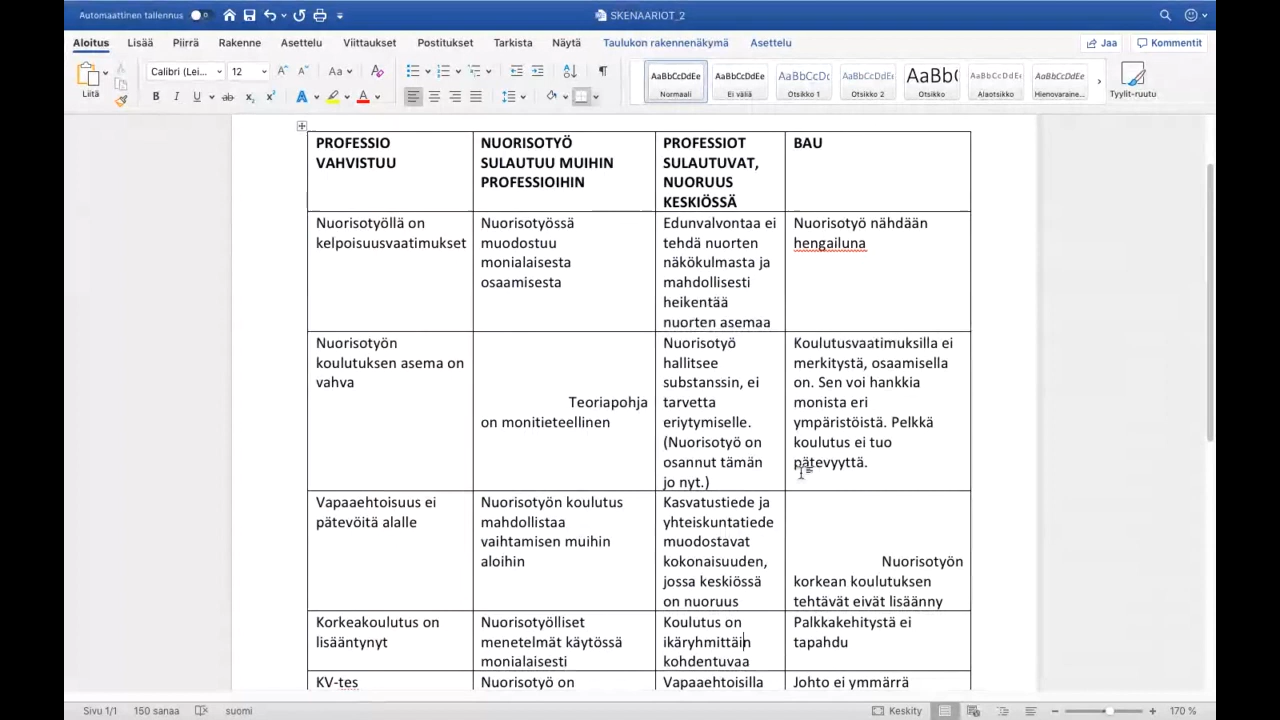 Automaattinen tallennus
SKENAARIOT_2
Aloitus Lisää Piirrä Rakenne Asettelu Viittaukset Postitukset Tarkista Näytä Taulukon rakennenäkymä Asettelu Jaa Kommentit
Liitä
Calibri (Lei... 12
AaBbCcDdEe Normaali
AaBbCcDdEe Ei väliä
AaBbCcDc Otsikko 1
AaBbCcDdEe Otsikko 2
AaBb( Otsikko
AaBbCcDdEe Alaotsikko
AaBbCcDdEe Hienovaraine...
Tyylit-ruutu
PROFESSIO
VAHVISTUU
NUORISOTYÖ
SULAUTUU MUIHIN
PROFESSIOIHIN
PROFESSIOT
SULAUTUVAT,
NUORUUS
KESKIÖSSÄ
BAU
Nuorisotyöllä on
kelpoisuusvaatimukset
Nuorisotyössä
muodostuu
monialaisesta
osaamisesta
Edunvalvontaa ei
tehdä nuorten
näkökulmasta ja
mahdollisesti
heikentää
nuorten asemaa
Nuorisotyö nähdään
hengailuna
Nuorisotyön
koulutuksen asema on
vahva
Teoriapohja
on monitieteellinen
Nuorisotyö
hallitsee
substanssin, ei
tarvetta
eriytymiselle.
(Nuorisotyö on
osannut tämän
jo nyt.)
Koulutusvaatimuksilla ei
merkitystä, osaamisella
on. Sen voi hankkia
monista eri
ympäristöistä. Pelkkä
koulutus ei tuo
pätevyyttä.
Vapaaehtoisuus ei
pätevöitä alalle
Nuorisotyön koulutus
mahdollistaa
vaihtamisen muihin
aloihin
Kasvatustiede ja
yhteiskuntatiede
muodostavat
kokonaisuuden,
jossa keskiössä
on nuoruus
Nuorisotyön
korkean koulutuksen
tehtävät eivät lisäänny
Korkeakoulutus on
lisääntynyt
Nuorisotyölliset
menetelmät käytössä
monialaisesti
Koulutus on
ikäryhmittäin
kohdentuvaa
Palkkakehitystä ei
tapahdu
KV-tes
Nuorisotyö on
Vapaaehtoisilla
Johto ei ymmärrä
Sivu 1/1 150 sanaa suomi Keskity 170 %